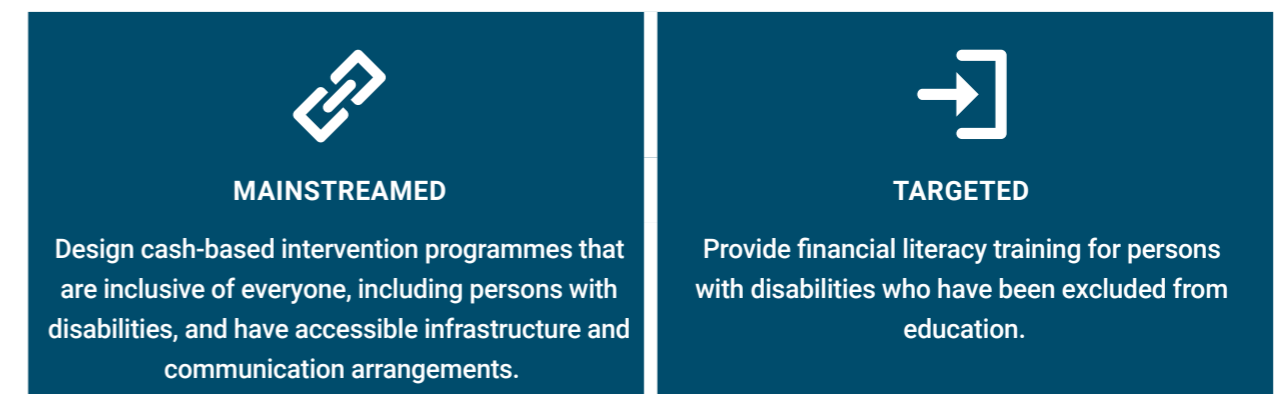 MAINSTREAMED
Design cash-based intervention programmes that
are inclusive of everyone, including persons with
disabilities, and have accessible infrastructure and
communication arrangements.
TARGETED
Provide financial literacy training for persons
with disabilities who have been excluded from
education.